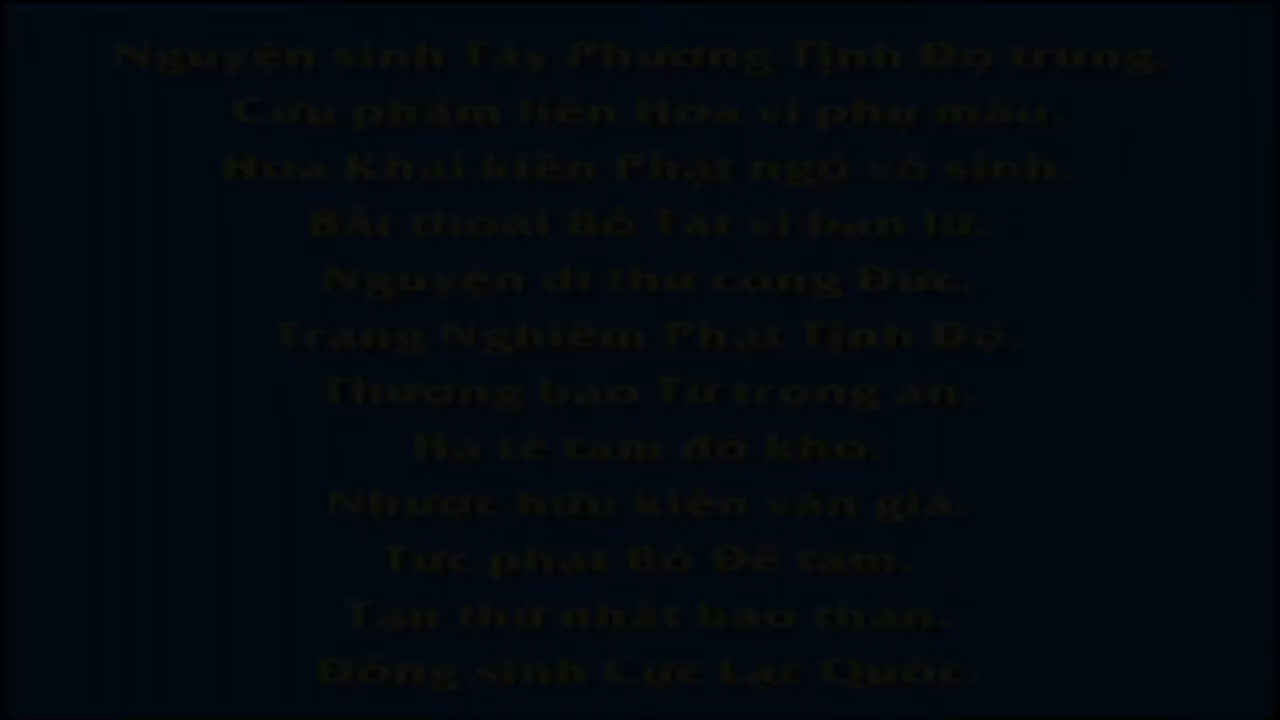 Nguyện sinh Tây Phương Tịnh Độ trung.
Cửu phẩm liên Hoa vi phụ mẫu.
Hoa Khai kiến Phật ngộ vô sinh.
Bất thoái Bồ Tát vi bạn lữ.
Nguyện dĩ thử công Đức.
Trang Nghiêm Phật Tịnh Độ.
Thượng báo Tứ trọng ân.
Hạ tế tam đồ khổ.
Nhược hữu kiến văn giả.
Tức phát Bồ Đề tâm.
Tận thử nhất báo thân.
Đồng sinh Cực Lạc Quốc.